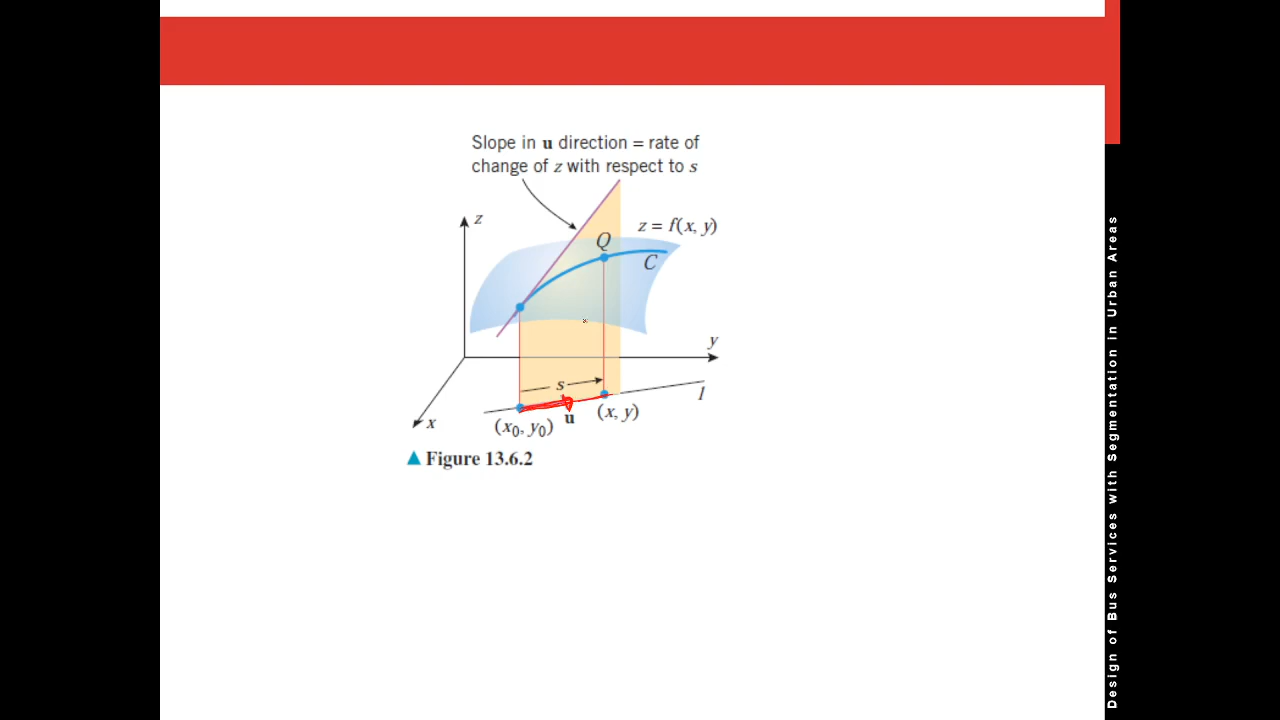 Slope in u direction = rate of
change of z with respect to s
z
z = f(x, y)
Q
C
y
s
l
(x, y)
u
(x₀, y₀)
x
▲ Figure 13.6.2
Design of Bus Services with Segmentation in Urban Areas